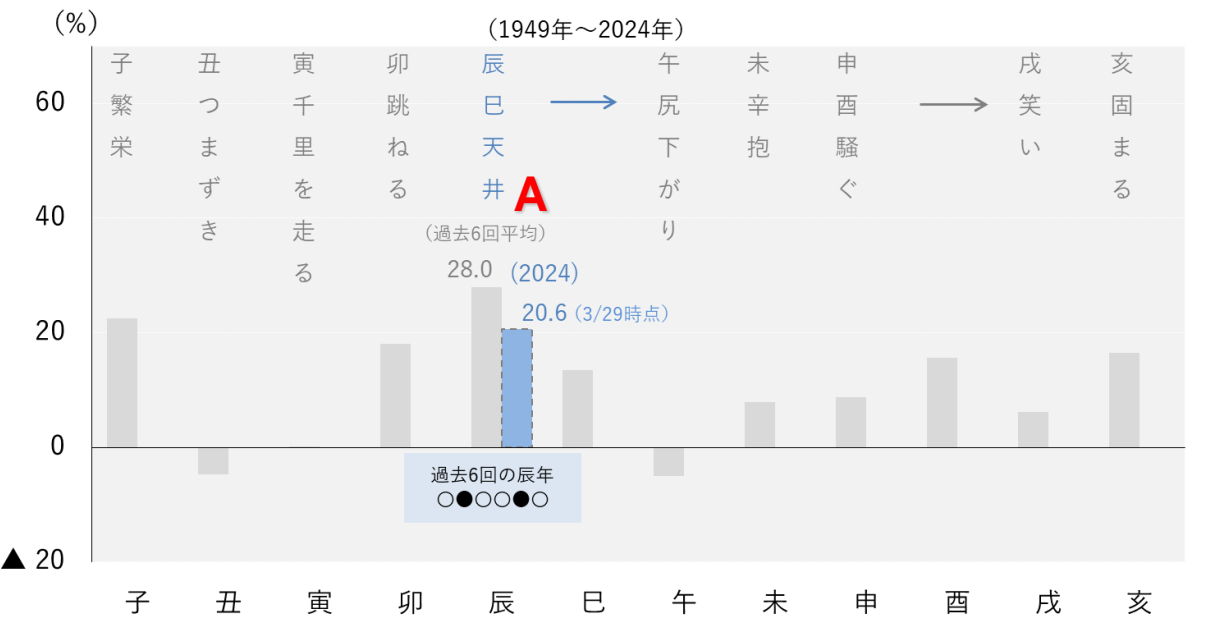 (%)
（1949年～2024年）
子繁栄
丑つまずき
寅千里を走る
卯跳ねる
辰巳天井
→
午尻下がり
未辛抱
申酉騒ぐ
→
戌笑い
亥固まる
A
（過去6回平均）
28.0
（2024）
20.6（3/29時点）
60
40
20
0
▲ 20
過去6回の辰年
○●○○●○
子 丑 寅 卯 辰 巳 午 未 申 酉 戌 亥